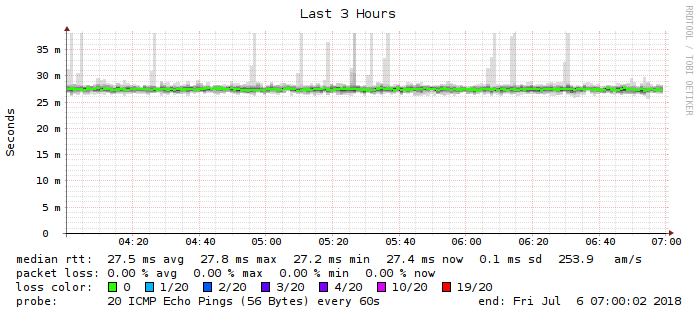 Last 3 Hours
RRDTOOL / TOBI OETIKER
Seconds
35 m
30 m
25 m
20 m
15 m
10 m
5 m
0
04:20 04:40 05:00 05:20 05:40 06:00 06:20 06:40 07:00
median rtt: 27.5 ms avg 27.8 ms max 27.2 ms min 27.4 ms now 0.1 ms sd 253.9 am/s
packet loss: 0.00 % avg 0.00 % max 0.00 % min 0.00 % now
loss color: 0 1/20 2/20 3/20 4/20 10/20 19/20
probe: 20 ICMP Echo Pings (56 Bytes) every 60s end: Fri Jul 6 07:00:02 2018